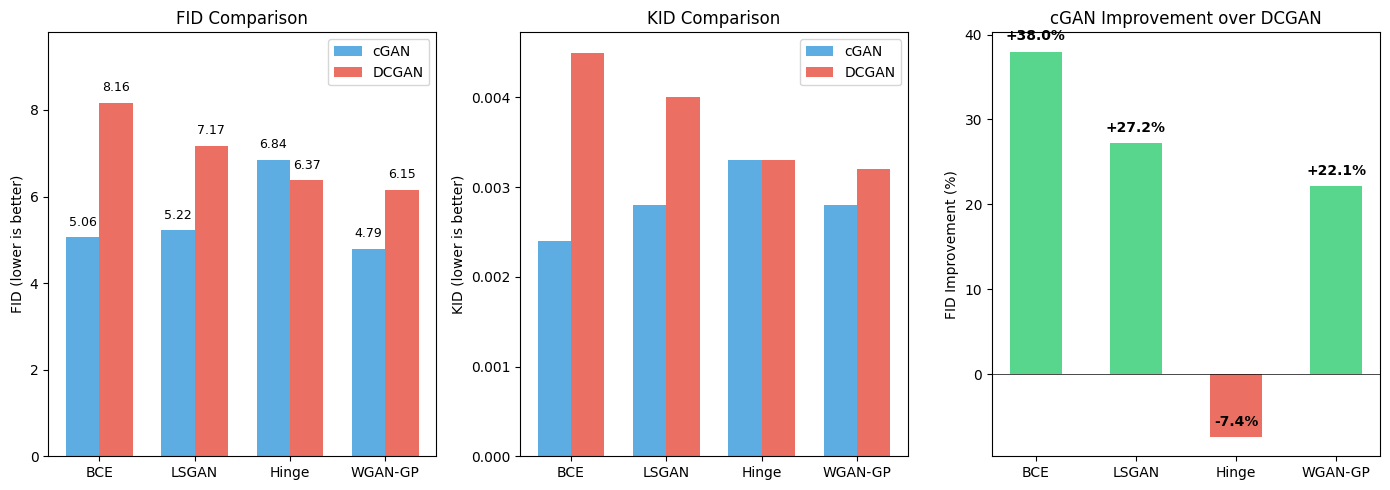 FID Comparison
FID (lower is better)
8
6
4
2
0
cGAN
DCGAN
5.06
8.16
5.22
7.17
6.84
6.37
4.79
6.15
BCE
LSGAN
Hinge
WGAN-GP
KID Comparison
KID (lower is better)
0.004
0.003
0.002
0.001
0.000
cGAN
DCGAN
BCE
LSGAN
Hinge
WGAN-GP
cGAN Improvement over DCGAN
FID Improvement (%)
40
30
20
10
0
+38.0%
+27.2%
-7.4%
+22.1%
BCE
LSGAN
Hinge
WGAN-GP